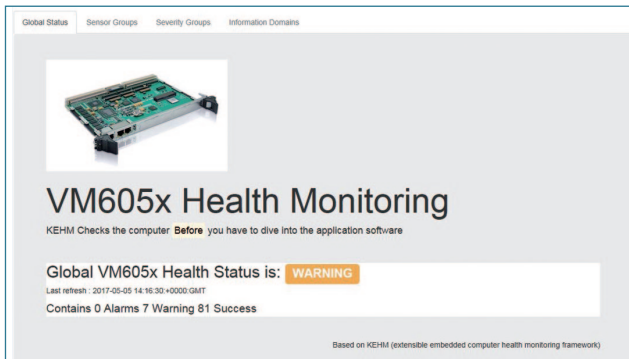 Global Status Sensor Groups Severity Groups Information Domains
VM605x Health Monitoring
KEHM Checks the computer Before you have to dive into the application software
Global VM605x Health Status is: WARNING
Last refresh : 2017-05-05 14:16:30:+0000:GMT
Contains 0 Alarms 7 Warning 81 Success
Based on KEHM (extensible embedded computer health monitoring framework)